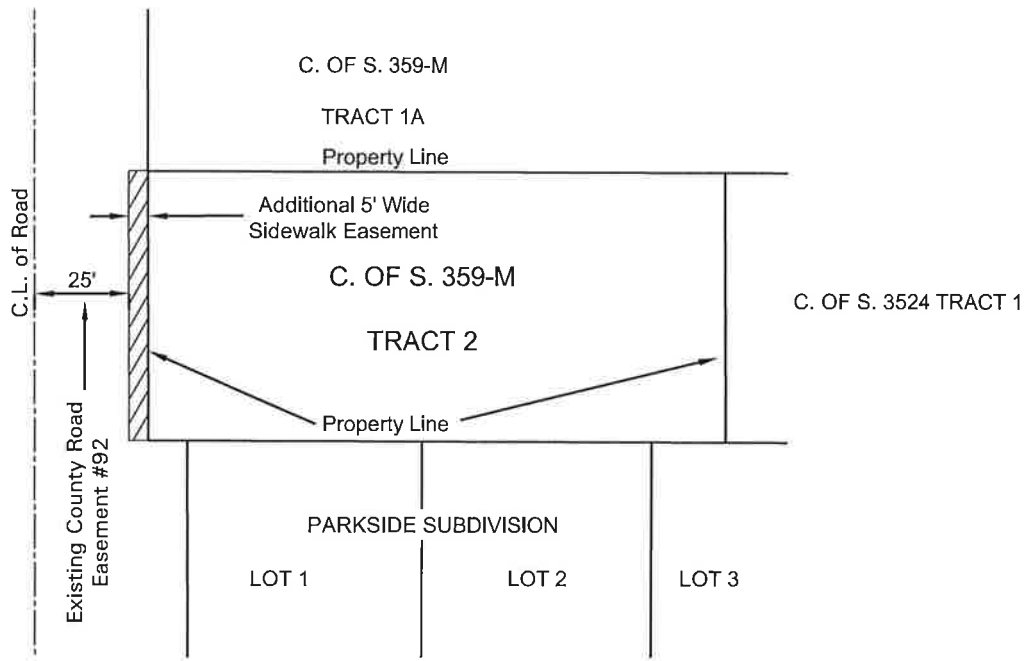 C. OF S. 359-M
TRACT 1A
Property Line
Additional 5' Wide
Sidewalk Easement
C.L. of Road
25'
C. OF S. 359-M
TRACT 2
C. OF S. 3524 TRACT 1
Property Line
Existing County Road
Easement #92
PARKSIDE SUBDIVISION
LOT 1
LOT 2
LOT 3